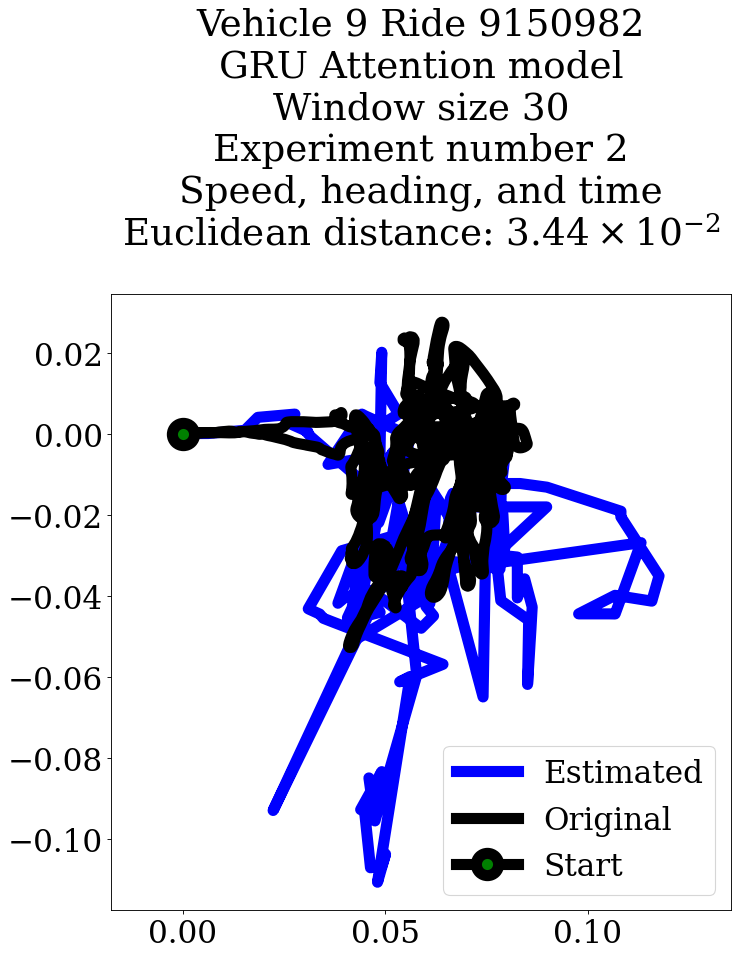 Vehicle 9 Ride 9150982
GRU Attention model
Window size 30
Experiment number 2
Speed, heading, and time
Euclidean distance: 3.44 × 10⁻²
0.02
0.00
−0.02
−0.04
−0.06
−0.08
−0.10
Estimated
Original
Start
0.00 0.05 0.10